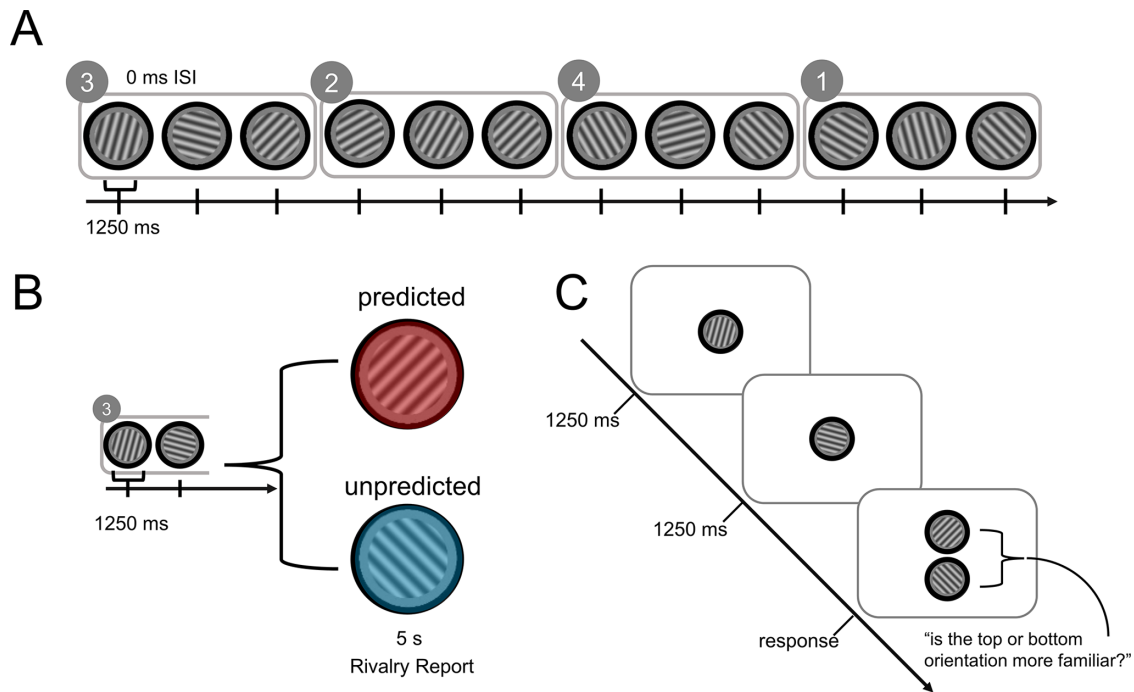 A
3
0 ms ISI
2
4
1
1250 ms
B
predicted
3
1250 ms
unpredicted
5 s
Rivalry Report
C
1250 ms
1250 ms
response
“is the top or bottom
orientation more familiar?”